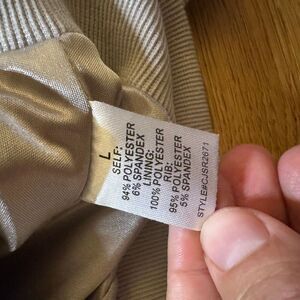 L
SELF:
94% POLYESTER
6% SPANDEX
LINING:
100% POLYESTER
RIB:
95% POLYESTER
5% SPANDEX
STYLE#CJSR2671